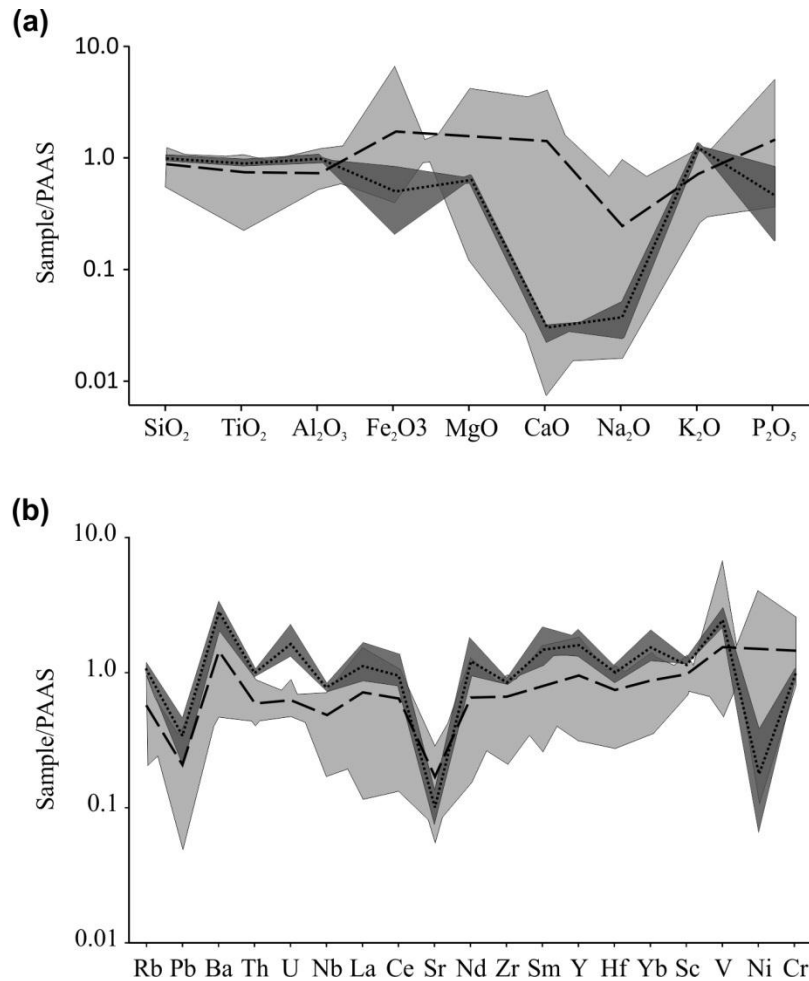 (a)
10.0
1.0
0.1
0.01
Sample/PAAS
SiO₂ TiO₂ Al₂O₃ Fe₂O3 MgO CaO Na₂O K₂O P₂O₅
(b)
10.0
1.0
0.1
0.01
Sample/PAAS
Rb Pb Ba Th U Nb La Ce Sr Nd Zr Sm Y Hf Yb Sc V Ni Cr